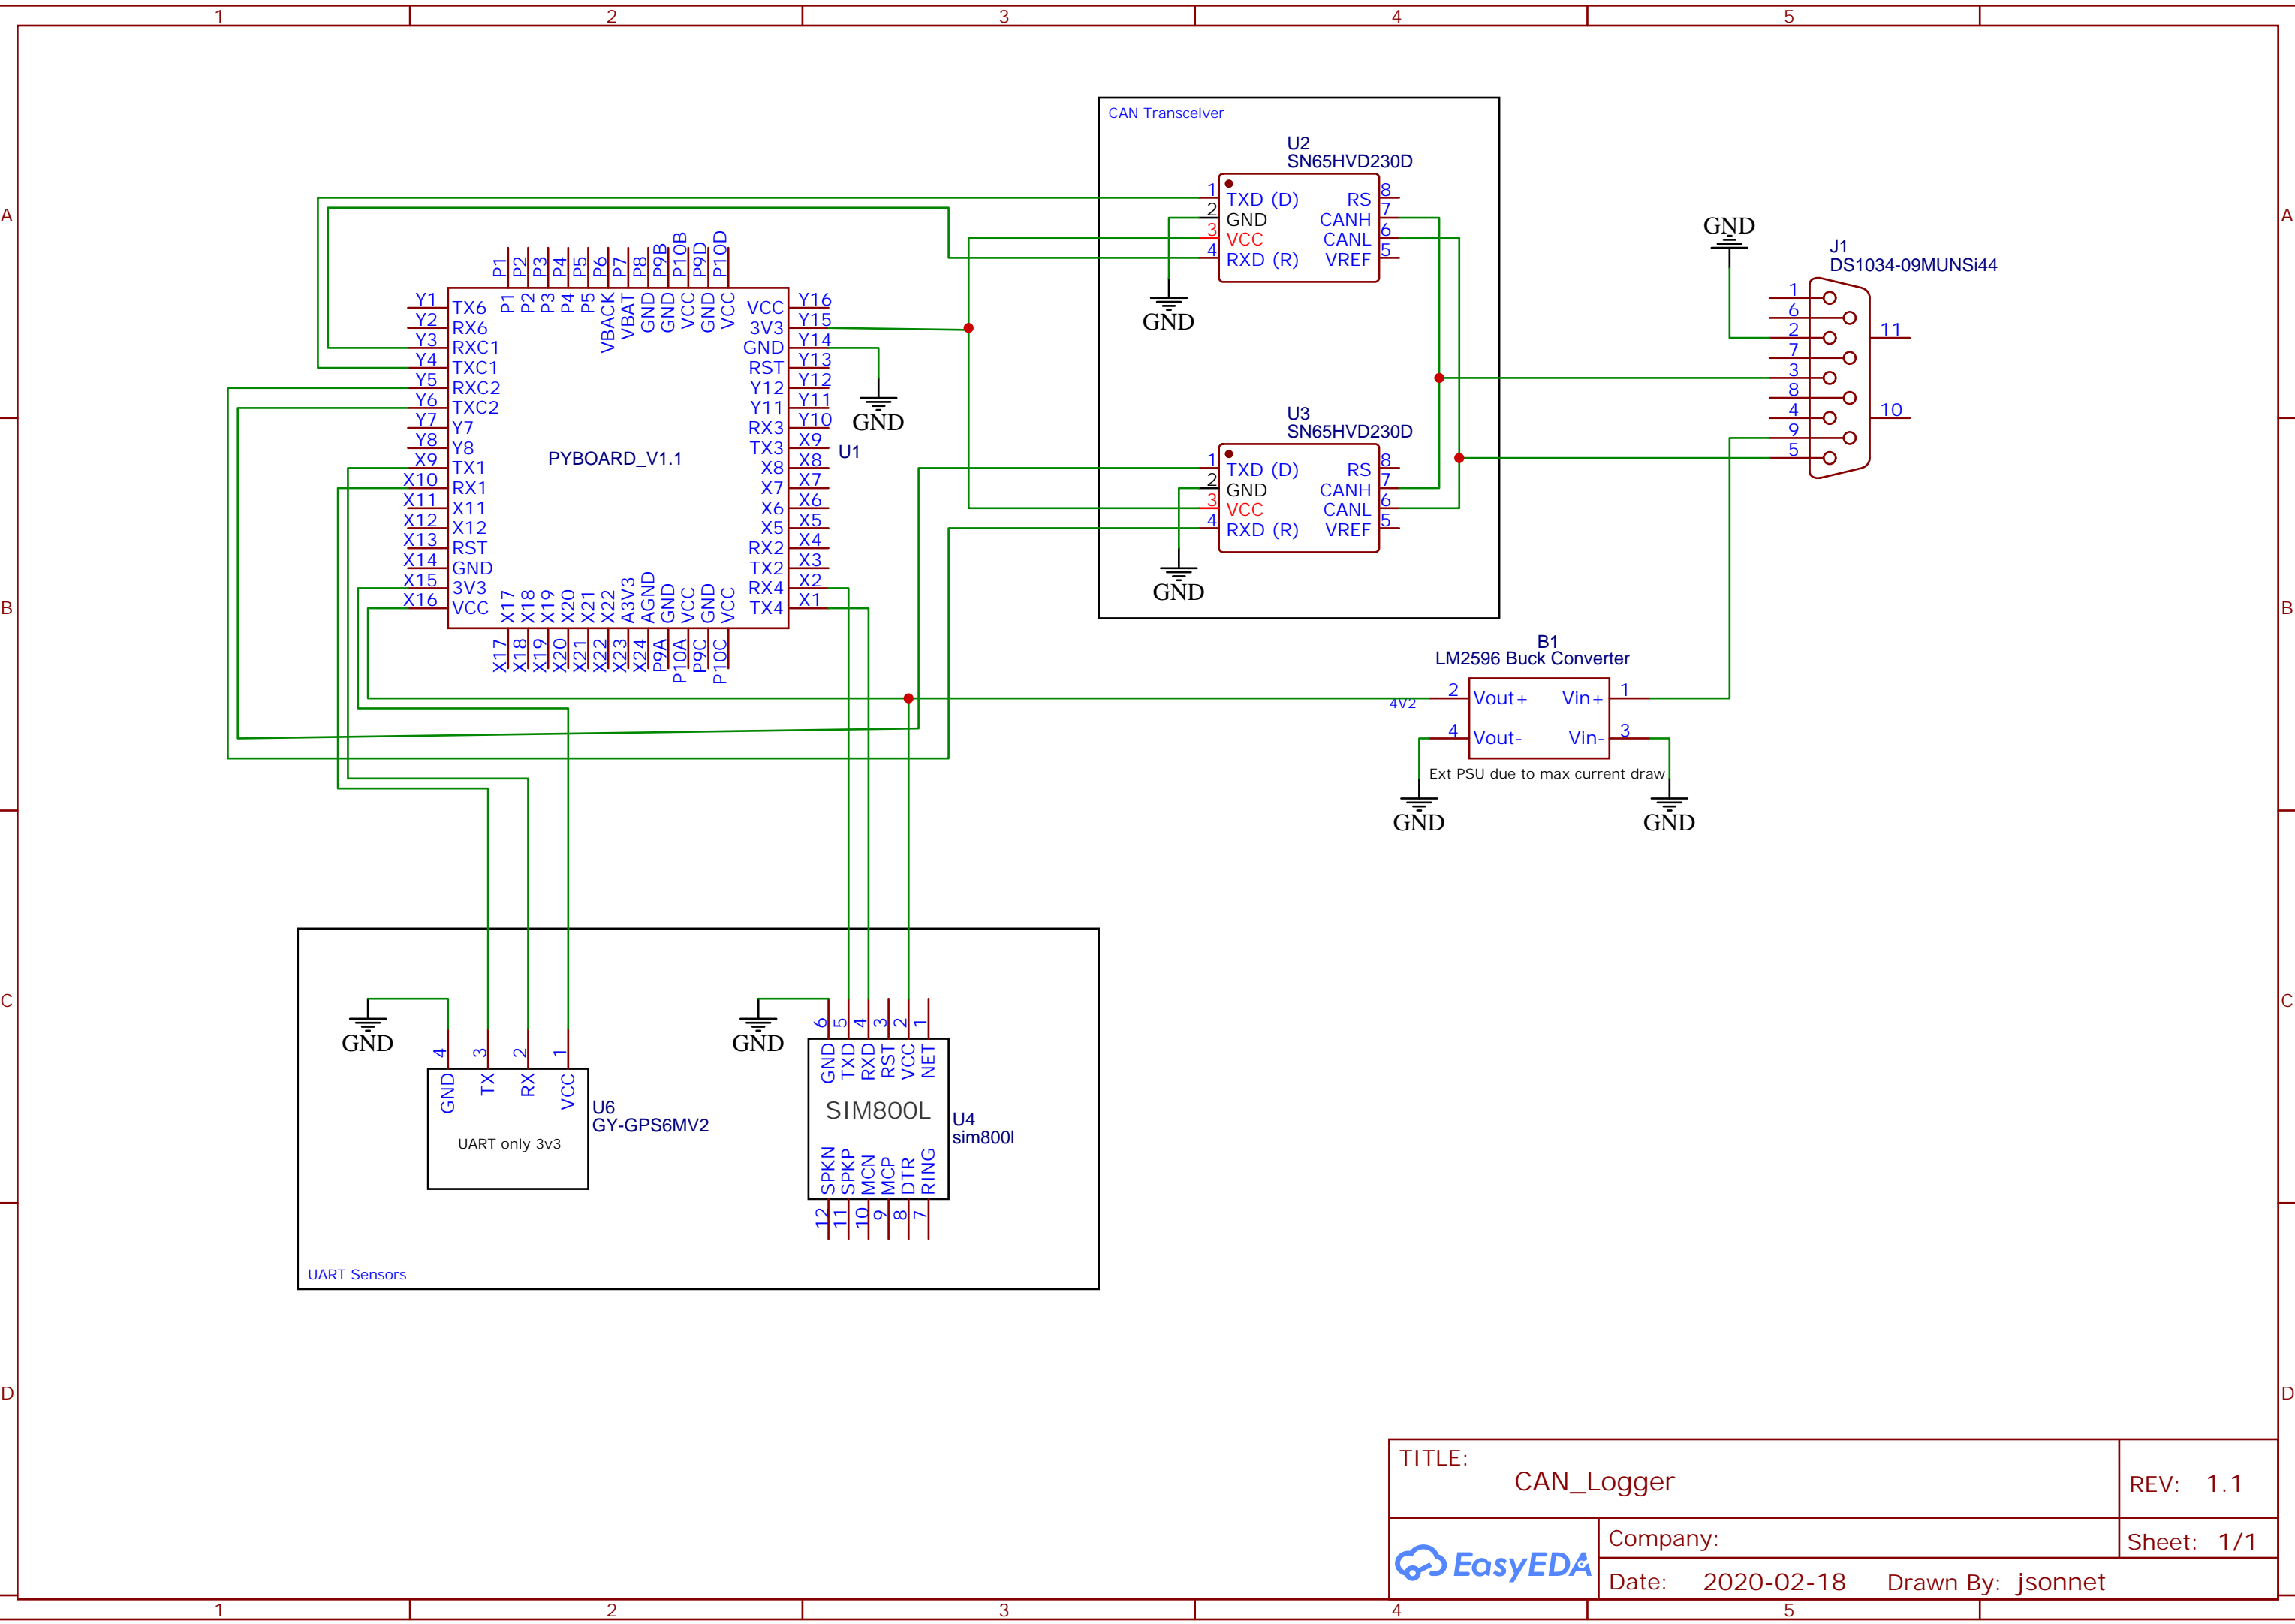 1 2 3 4 5
A
B
C
D
A
B
C
D
CAN Transceiver
U2
SN65HVD230D
1 TXD (D) RS 8
2 GND CANH 7
3 VCC CANL 6
4 RXD (R) VREF 5
GND
U3
SN65HVD230D
1 TXD (D) RS 8
2 GND CANH 7
3 VCC CANL 6
4 RXD (R) VREF 5
GND
P1 P2 P3 P4 P5 P6 P7 P8 P9B P10B P9D P10D
P1 P2 P3 P4 P5 VBACK VBAT GND GND VCC GND VCC
Y1 TX6 VCC Y16
Y2 RX6 3V3 Y15
Y3 RXC1 GND Y14
Y4 TXC1 RST Y13
Y5 RXC2 Y12 Y12
Y6 TXC2 Y11 Y11
Y7 Y7 RX3 Y10
Y8 Y8 TX3 X9
X9 TX1 X8 X8
X10 RX1 X7 X7
X11 X11 X6 X6
X12 X12 X5 X5
X13 RST RX2 X4
X14 GND TX2 X3
X15 3V3 RX4 X2
X16 VCC TX4 X1
PYBOARD_V1.1
U1
X17 X18 X19 X20 X21 X22 A3V3 AGND GND VCC GND VCC
X17 X18 X19 X20 X21 X22 X23 X24 P9A P10A P9C P10C
GND
GND
J1
DS1034-09MUNSi44
1
6
2
7
3
8
4
9
5
11
10
B1
LM2596 Buck Converter
4V2
2 Vout+ Vin+ 1
4 Vout- Vin- 3
Ext PSU due to max current draw
GND
GND
GND
4 3 2 1
GND TX RX VCC
UART only 3v3
U6
GY-GPS6MV2
GND
6 5 4 3 2 1
GND TXD RXD RST VCC NET
SIM800L
SPKN SPKP MCN MCP DTR RING
12 11 10 9 8 7
U4
sim800l
UART Sensors
TITLE:
CAN_Logger
REV: 1.1
EasyEDA
Company:
Sheet: 1/1
Date: 2020-02-18 Drawn By: jsonnet
1 2 3 4 5